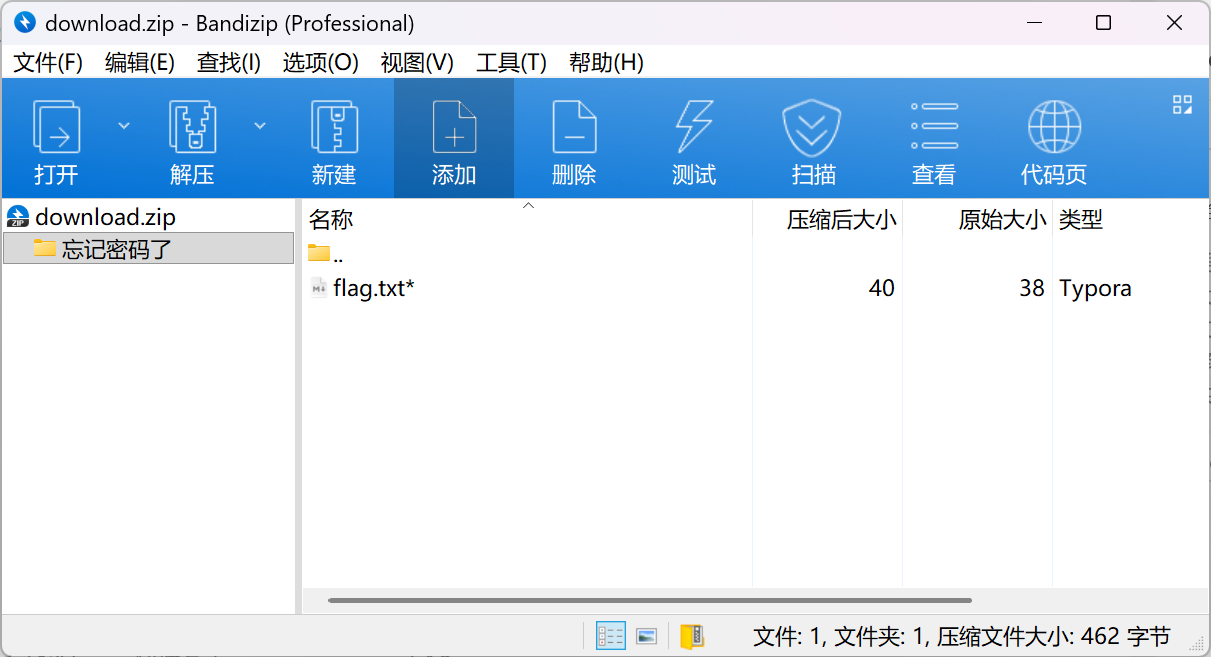 download.zip - Bandizip (Professional)
文件(F) 编辑(E) 查找(I) 选项(O) 视图(V) 工具(T) 帮助(H)
打开 解压 新建 添加 删除 测试 扫描 查看 代码页
download.zip
忘记密码了
名称 压缩后大小 原始大小 类型
..
flag.txt* 40 38 Typora
文件: 1, 文件夹: 1, 压缩文件大小: 462 字节